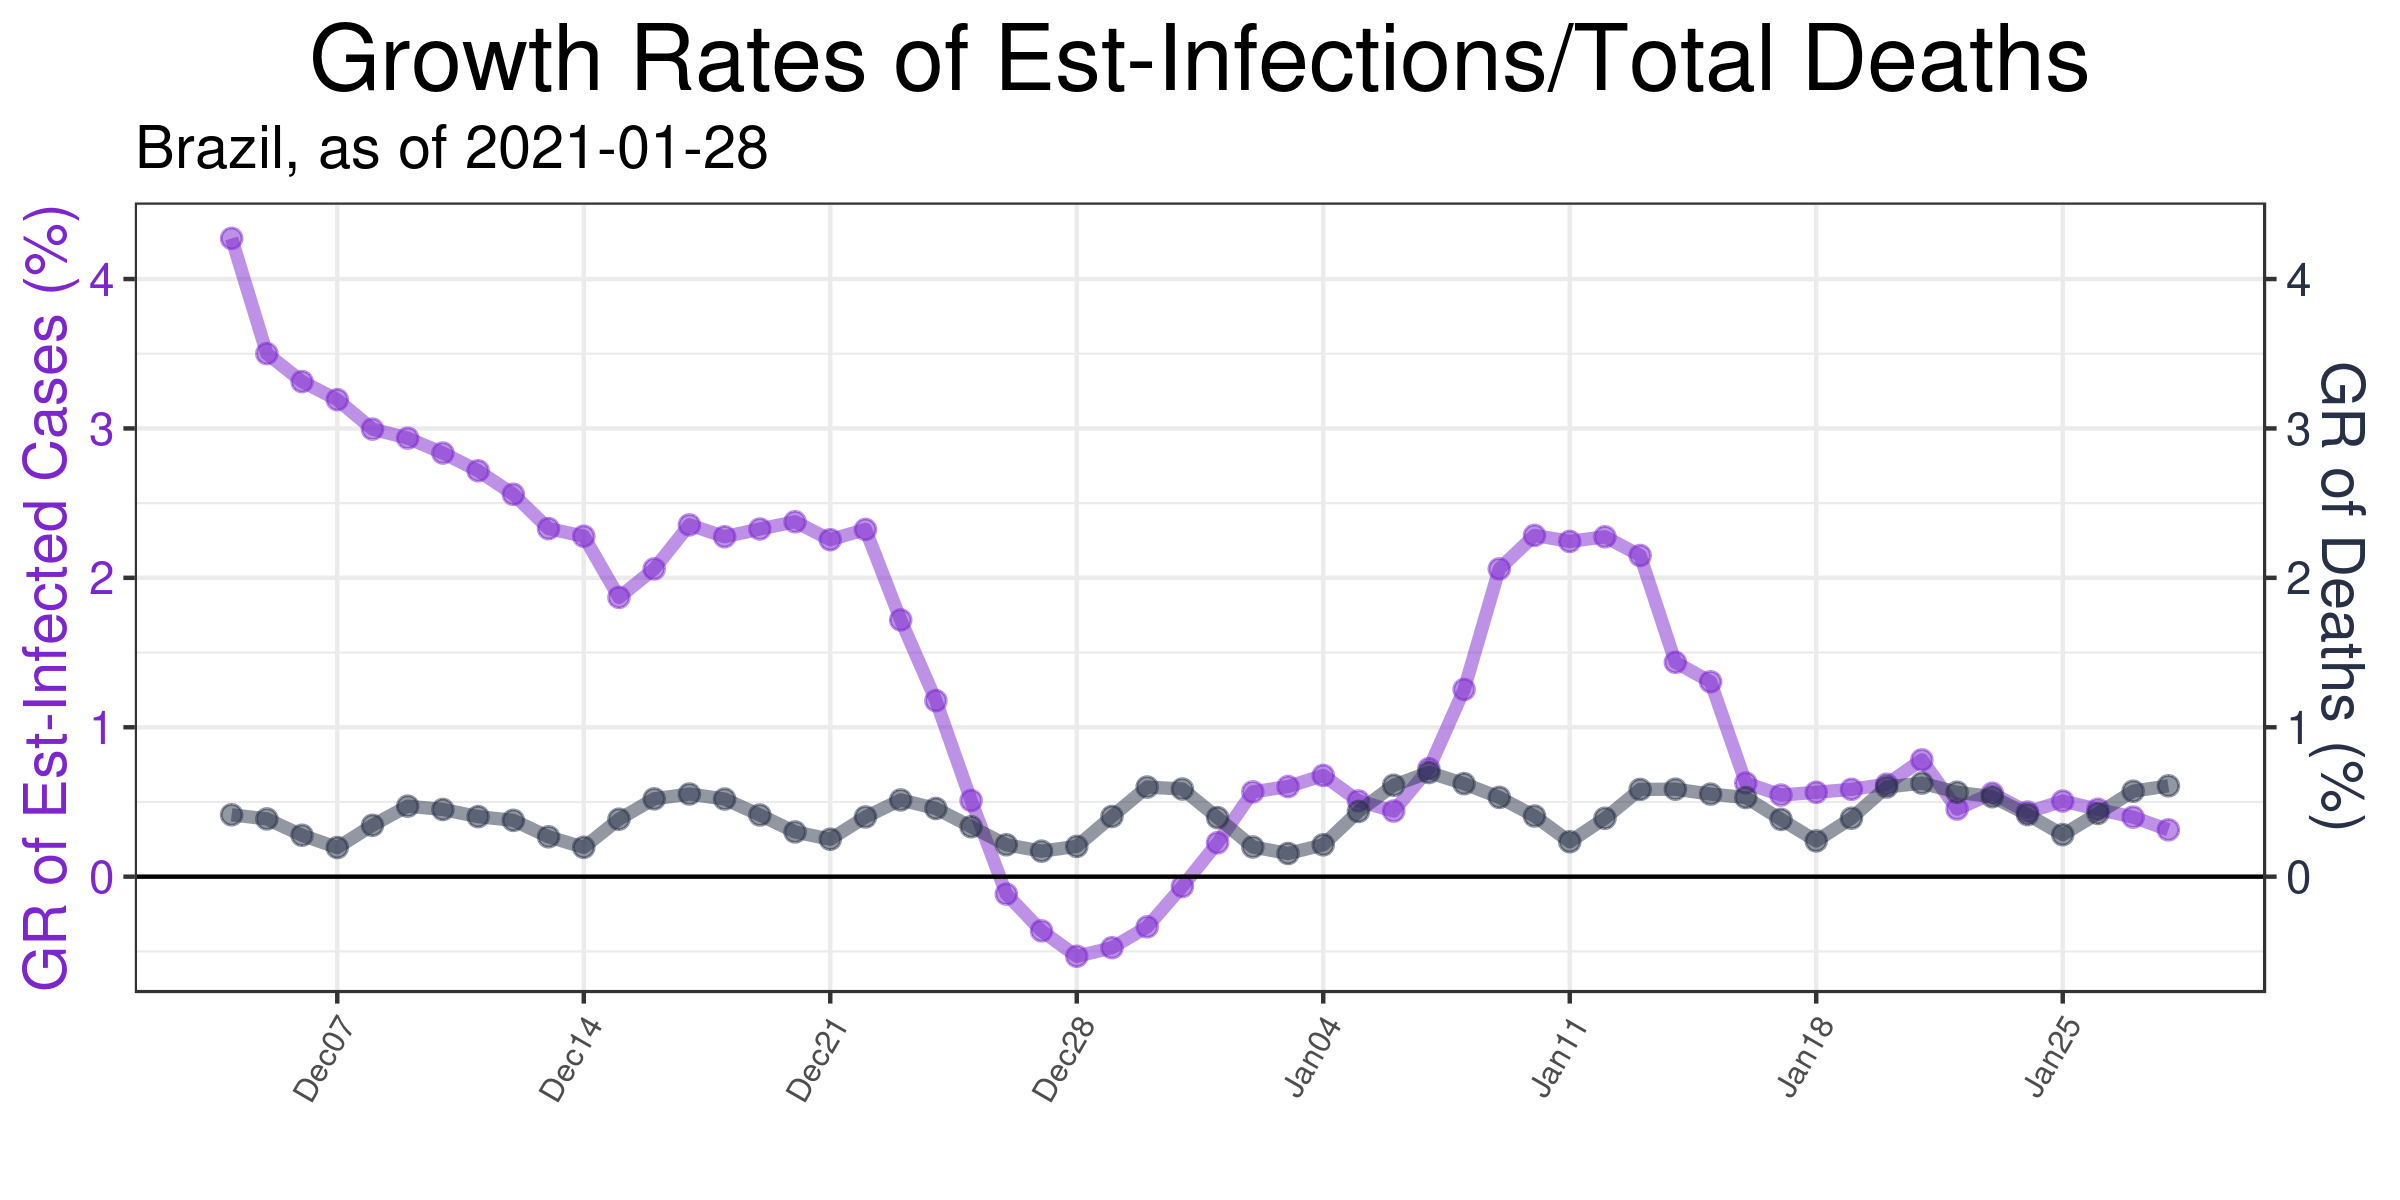 Growth Rates of Est-Infections/Total Deaths
Brazil, as of 2021-01-28
GR of Est-Infected Cases (%)
4
3
2
1
0
4
3
2
1
0
GR of Deaths (%)
Dec07
Dec14
Dec21
Dec28
Jan04
Jan11
Jan18
Jan25